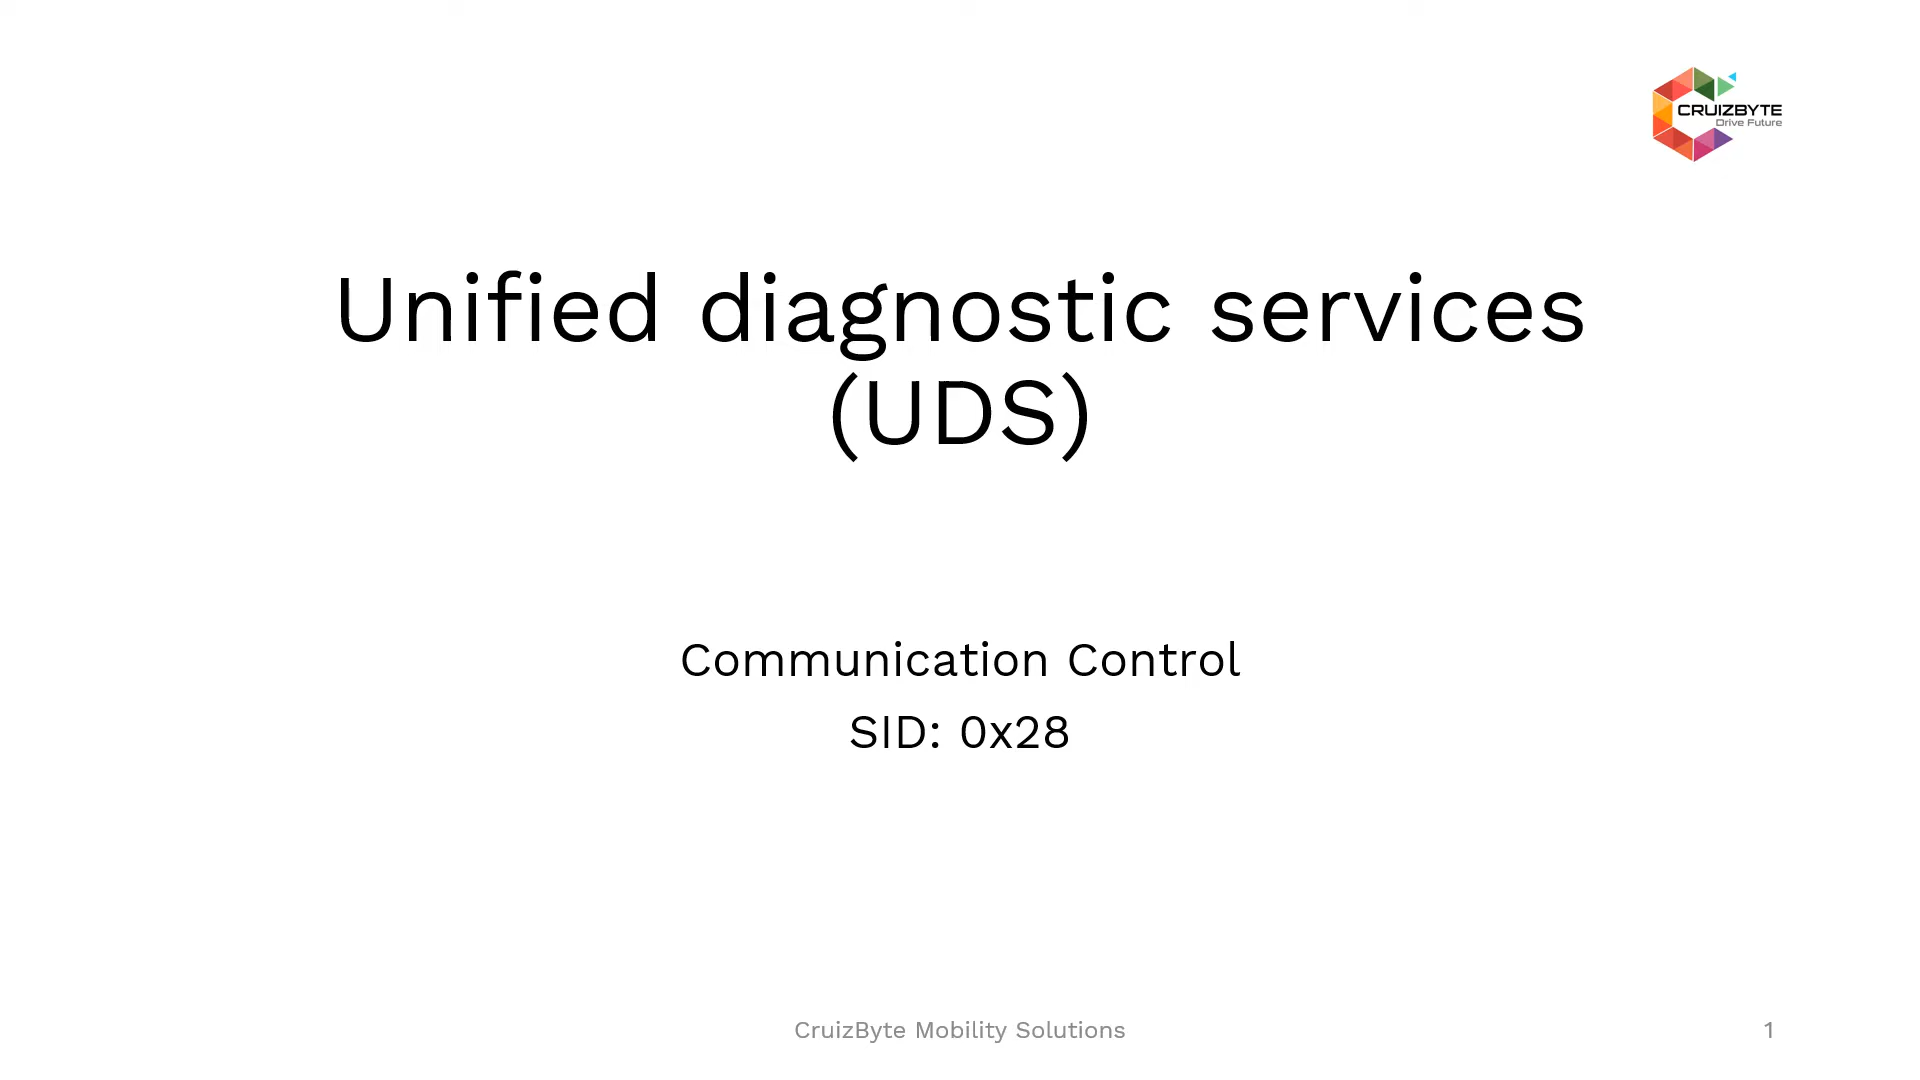 CRUIZBYTE
Drive Future
Unified diagnostic services
(UDS)
Communication Control
SID: 0x28
CruizByte Mobility Solutions
1